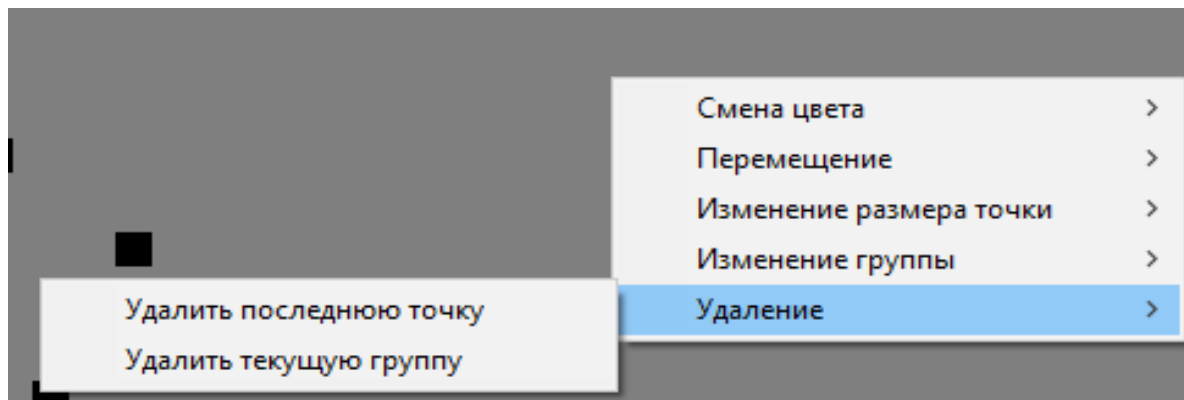 Смена цвета
Перемещение
Изменение размера точки
Изменение группы
Удаление
Удалить последнюю точку
Удалить текущую группу